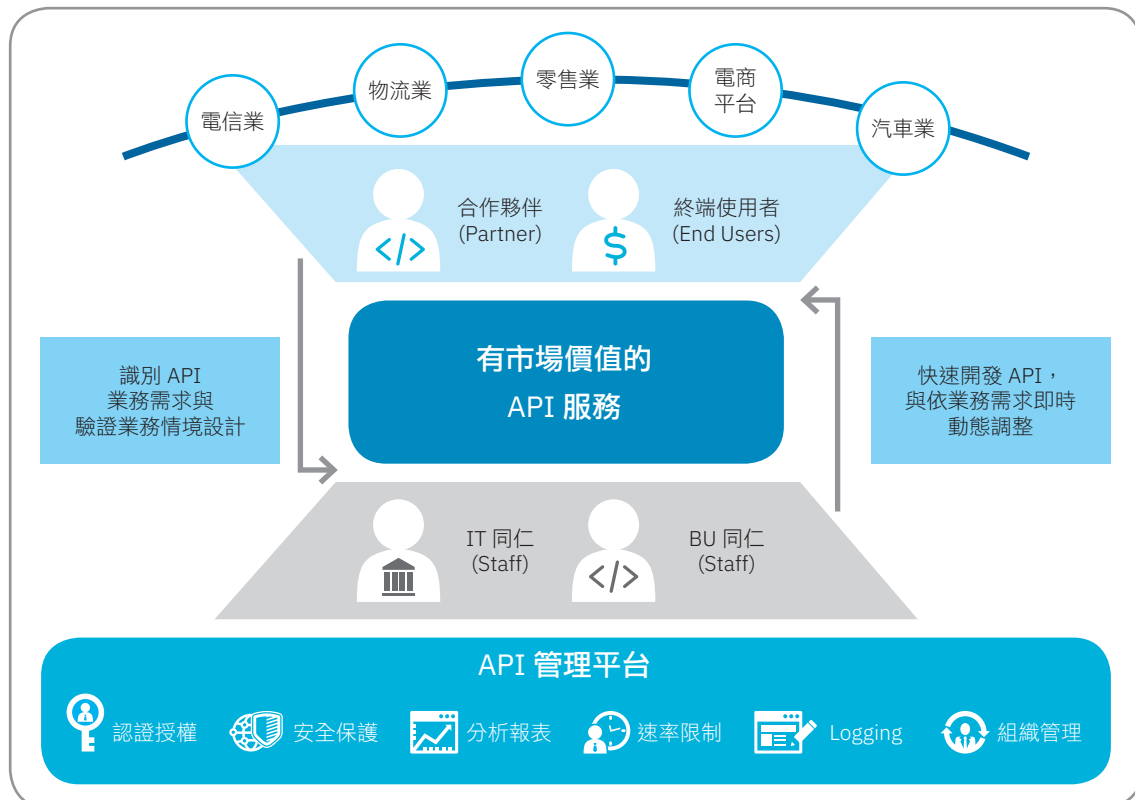 電信業
物流業
零售業
電商
平台
汽車業
合作夥伴
(Partner)
</>
終端使用者
(End Users)
$
識別 API
業務需求與
驗證業務情境設計
有市場價值的
API 服務
快速開發 API，
與依業務需求即時
動態調整
IT 同仁
(Staff)
BU 同仁
(Staff)
</>
API 管理平台
認證授權
安全保護
分析報表
速率限制
Logging
組織管理